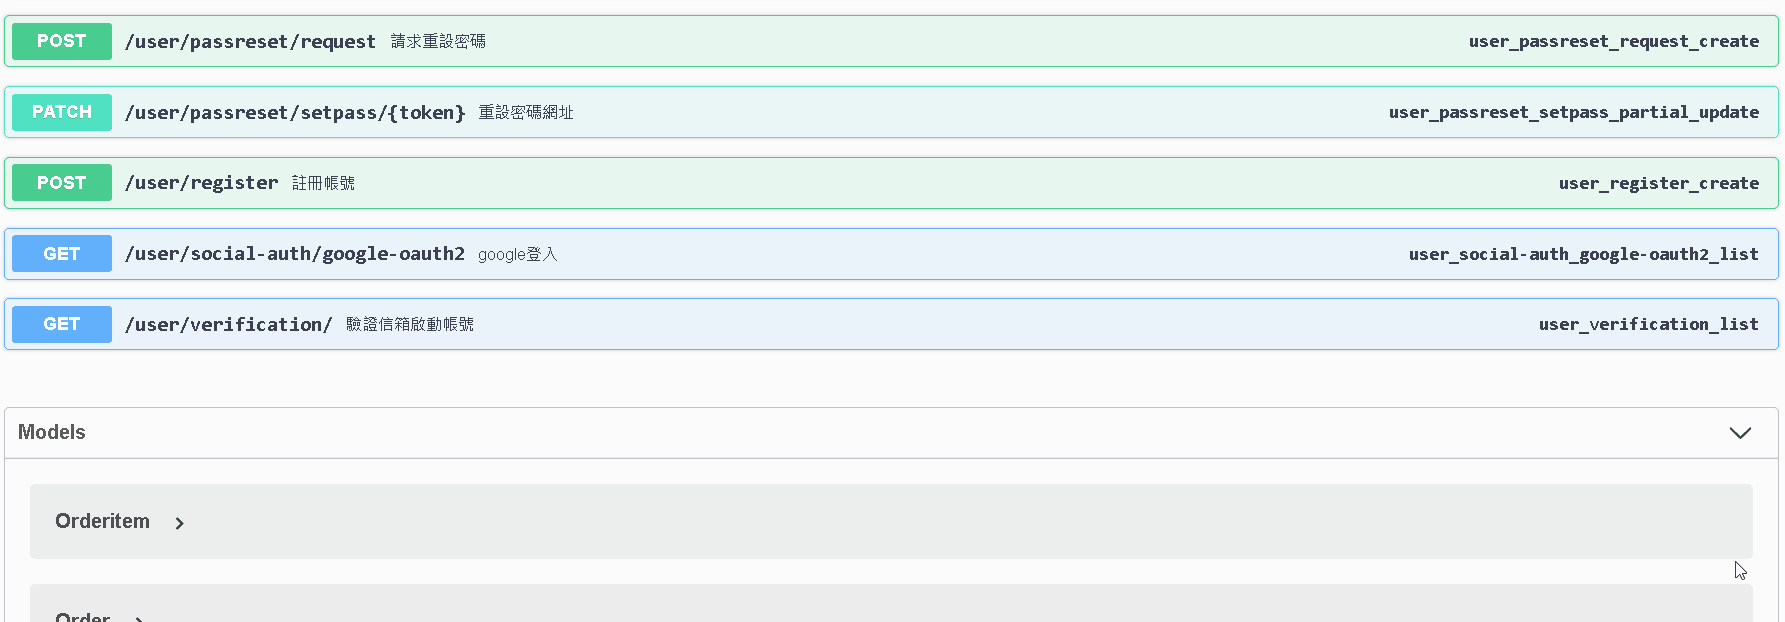 POST /user/passreset/request 請求重設密碼 user_passreset_request_create
PATCH /user/passreset/setpass/{token} 重設密碼網址 user_passreset_setpass_partial_update
POST /user/register 註冊帳號 user_register_create
GET /user/social-auth/google-oauth2 google登入 user_social-auth_google-oauth2_list
GET /user/verification/ 驗證信箱啟動帳號 user_verification_list
Models
Orderitem
Order